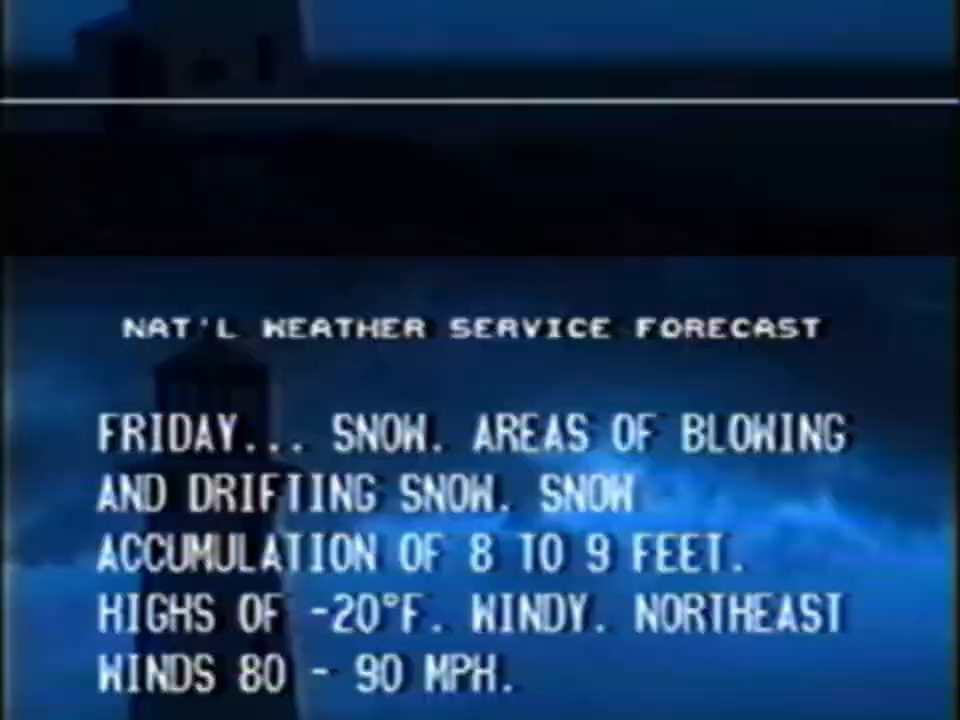 NAT'L WEATHER SERVICE FORECAST
FRIDAY... SNOW. AREAS OF BLOWING
AND DRIFTING SNOW. SNOW
ACCUMULATION OF 8 TO 9 FEET.
HIGHS OF -20°F. WINDY. NORTHEAST
WINDS 80 - 90 MPH.